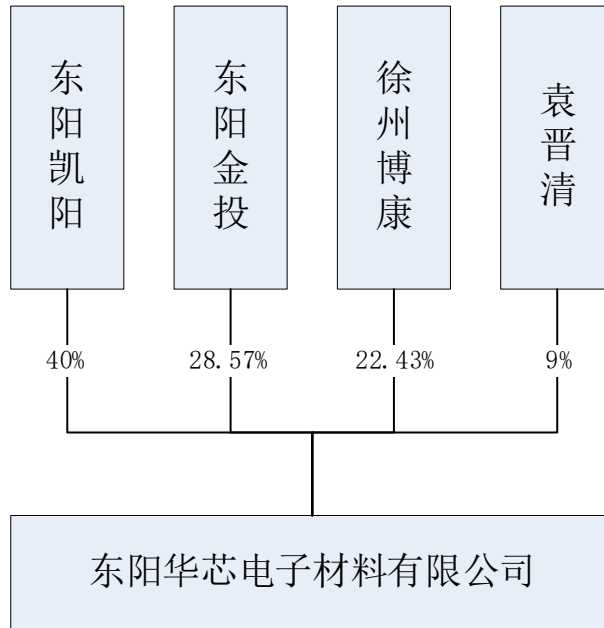 东阳凯阳
东阳金投
徐州博康
袁晋清
40%
28.57%
22.43%
9%
东阳华芯电子材料有限公司